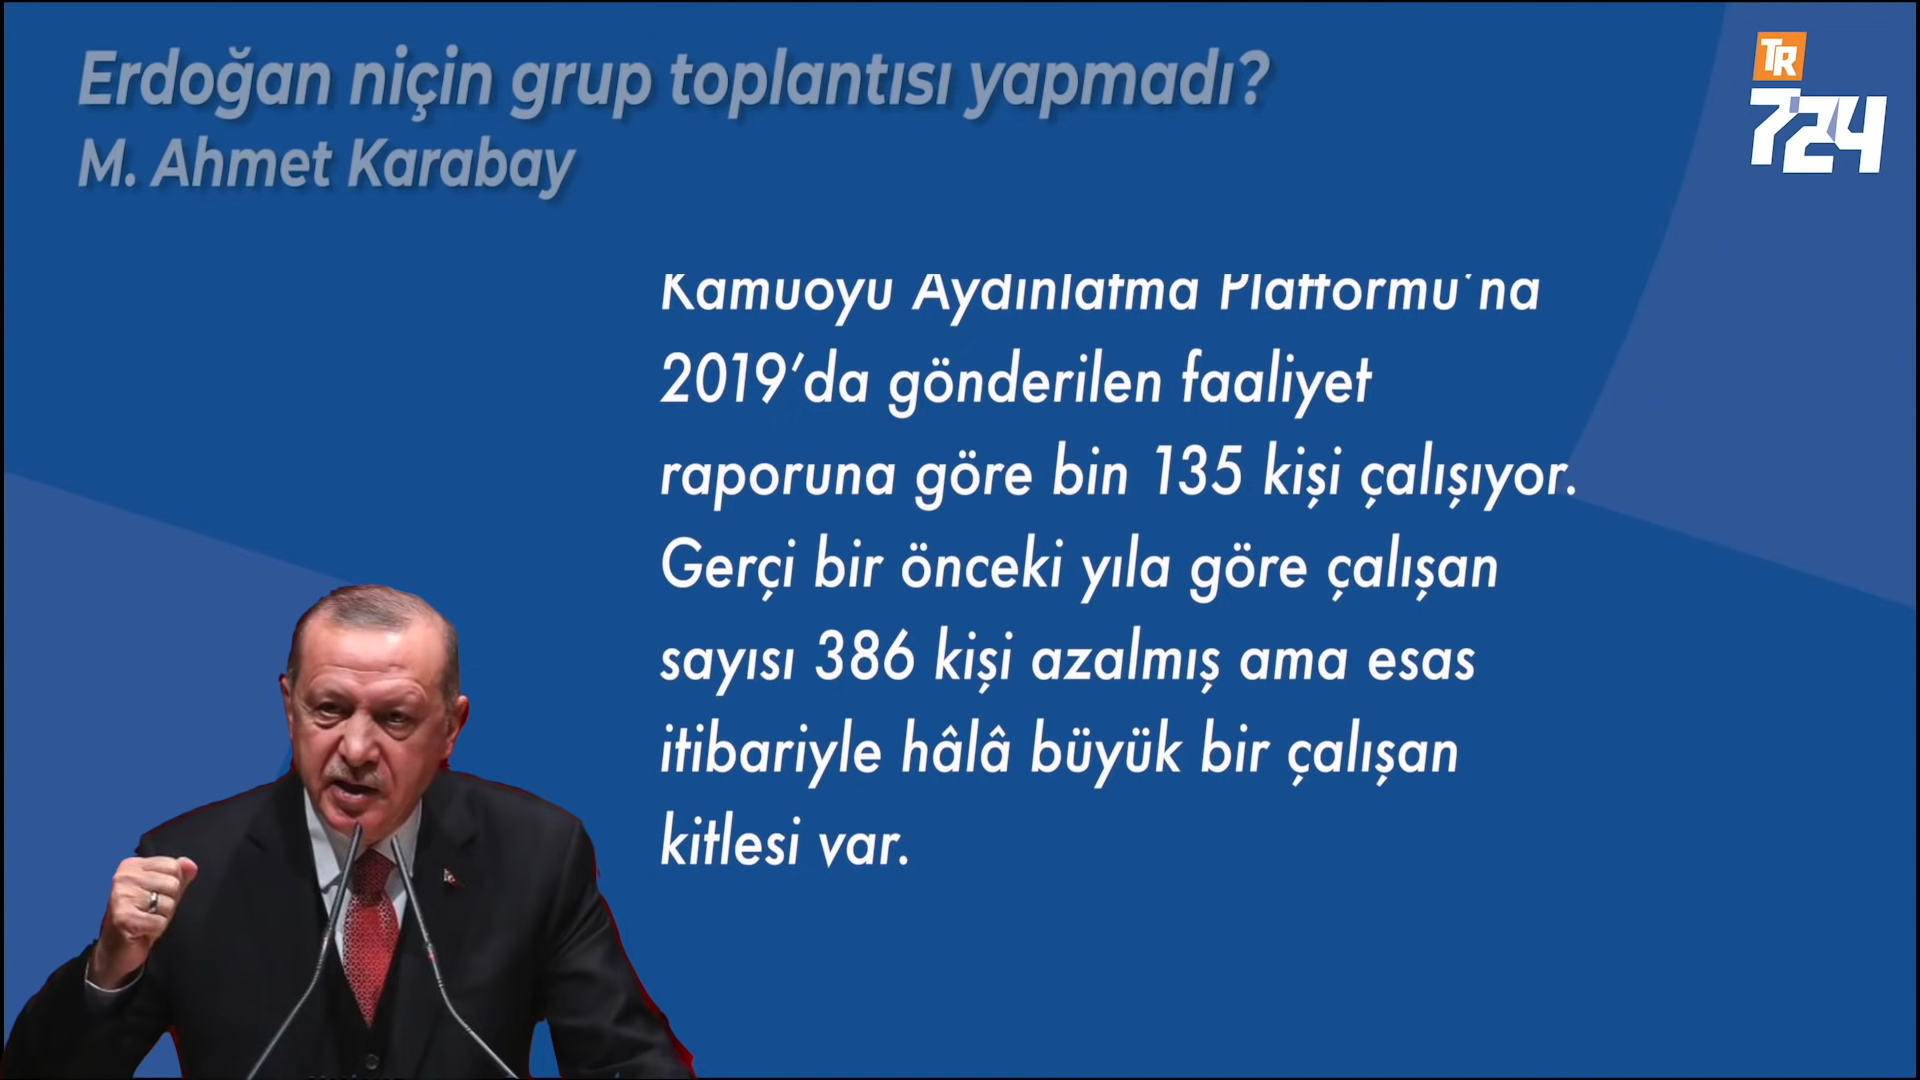 Erdoğan niçin grup toplantısı yapmadı?
M. Ahmet Karabay
TR
724
Kamuoyu Aydınlatma Platformu'na
2019'da gönderilen faaliyet
raporuna göre bin 135 kişi çalışıyor.
Gerçi bir önceki yıla göre çalışan
sayısı 386 kişi azalmış ama esas
itibariyle hâlâ büyük bir çalışan
kitlesi var.